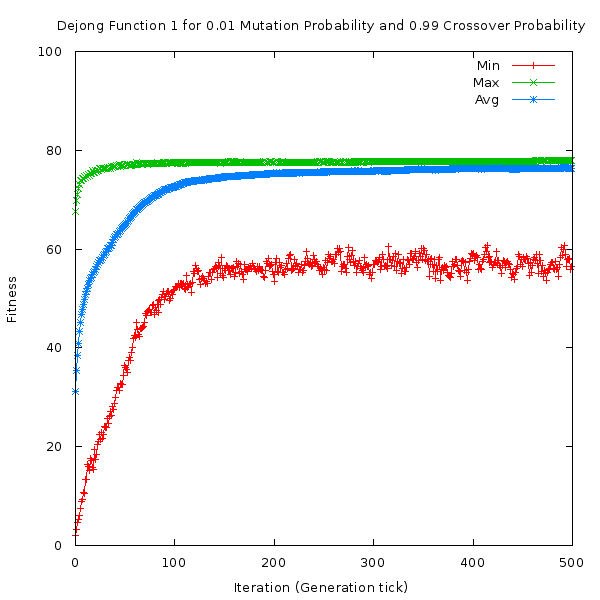 Dejong Function 1 for 0.01 Mutation Probability and 0.99 Crossover Probability
100
80
60
40
20
0
Fitness
Min
Max
Avg
0 100 200 300 400 500
Iteration (Generation tick)